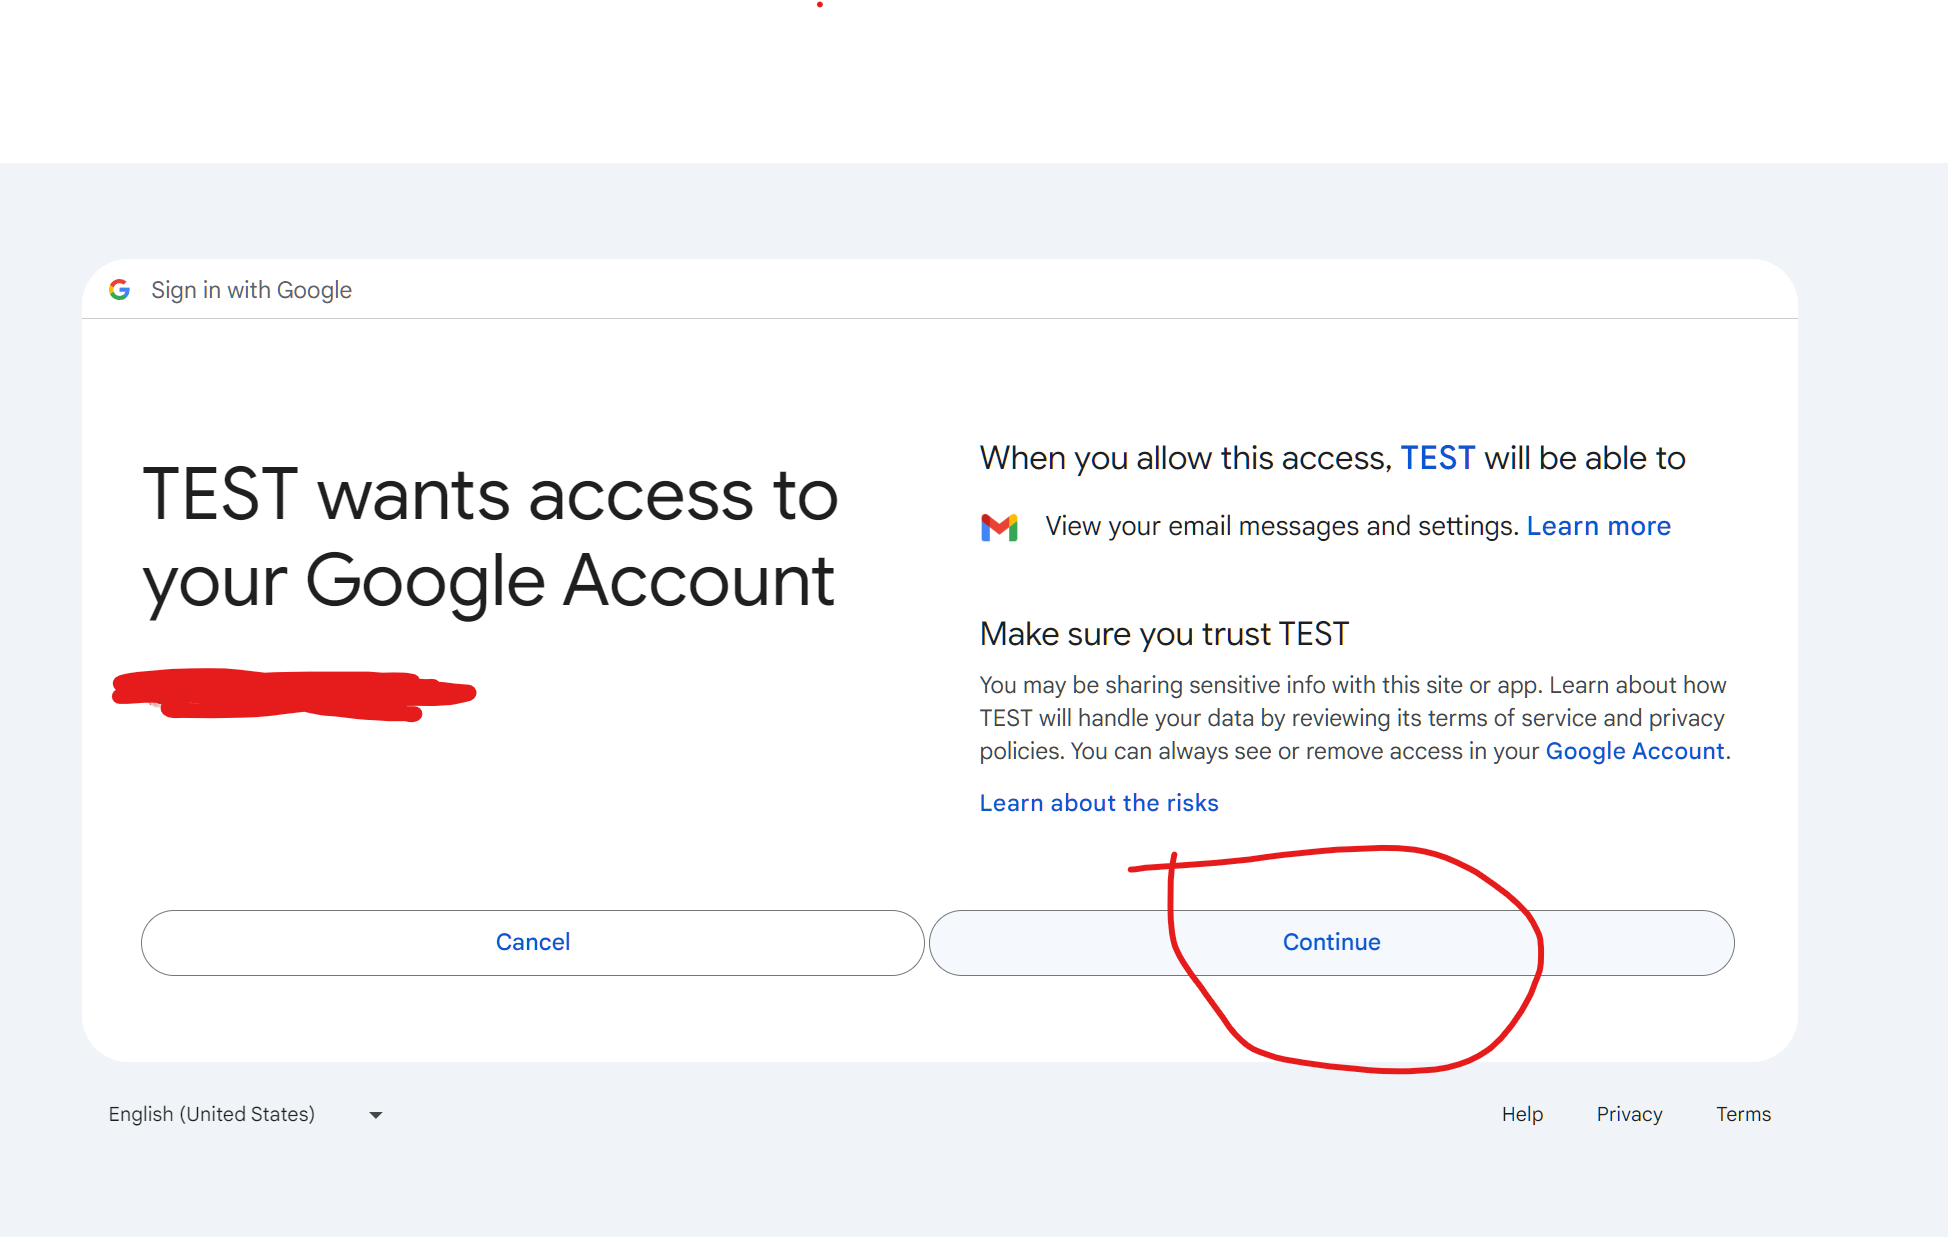 Sign in with Google
TEST wants access to
your Google Account
When you allow this access, TEST will be able to
View your email messages and settings. Learn more
Make sure you trust TEST
You may be sharing sensitive info with this site or app. Learn about how
TEST will handle your data by reviewing its terms of service and privacy
policies. You can always see or remove access in your Google Account.
Learn about the risks
Cancel
Continue
English (United States)
Help
Privacy
Terms